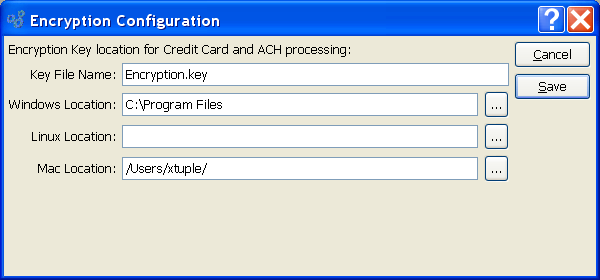 Encryption Configuration
Encryption Key location for Credit Card and ACH processing:
Cancel
Key File Name: Encryption.key
Save
Windows Location: C:\Program Files ...
Linux Location: ...
Mac Location: /Users/xtuple/ ...